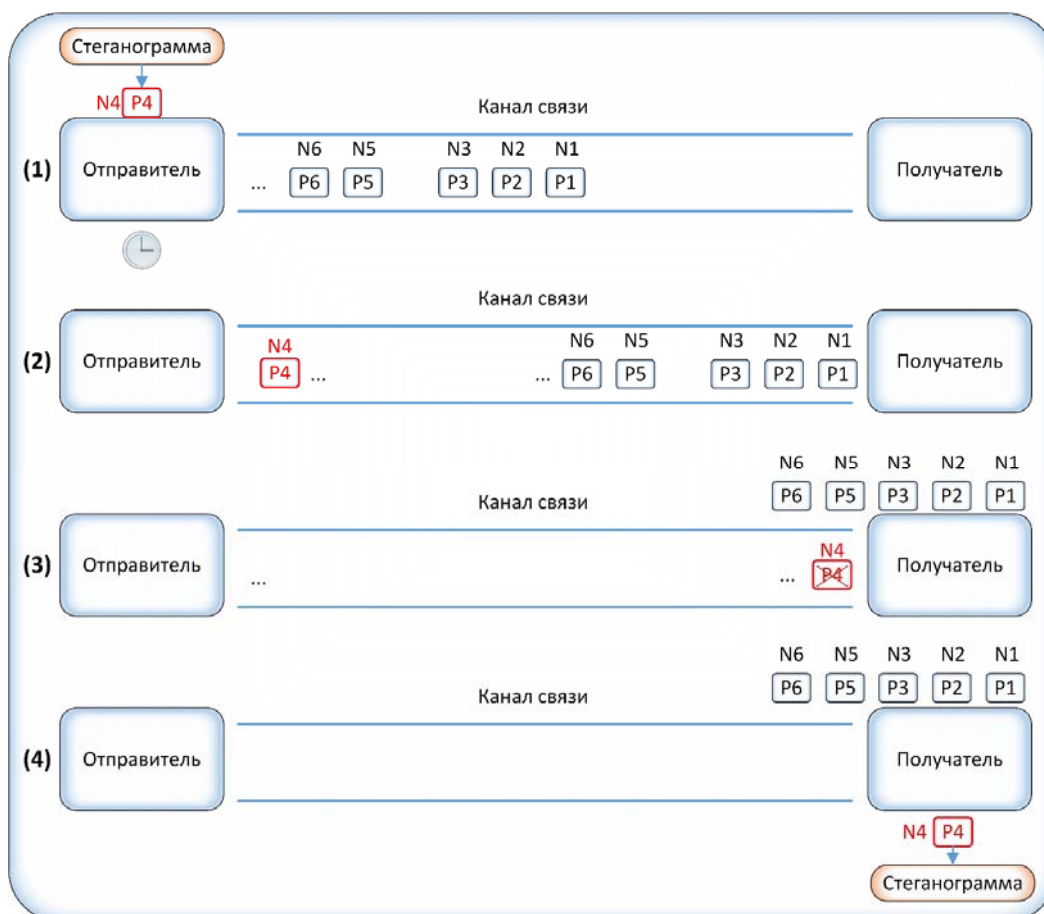 Стеганограмма
N4 P4
Канал связи
(1) Отправитель
N6 N5 N3 N2 N1
... P6 P5 P3 P2 P1
Получатель
Канал связи
(2) Отправитель
N4
P4 ...
N6 N5 N3 N2 N1
... P6 P5 P3 P2 P1
Получатель
N6 N5 N3 N2 N1
P6 P5 P3 P2 P1
Канал связи
(3) Отправитель
...
N4
... P4
Получатель
N6 N5 N3 N2 N1
P6 P5 P3 P2 P1
Канал связи
(4) Отправитель
Получатель
N4 P4
Стеганограмма